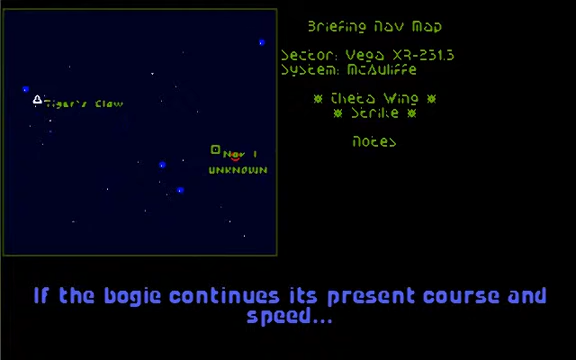 Briefing Nav Map
Sector: Vega XR-231.3
System: McAuliffe
* Theta Wing *
* Strike *
Notes
Tiger's Claw
Nav 1
UNKNOWN
If the bogie continues its present course and
speed...